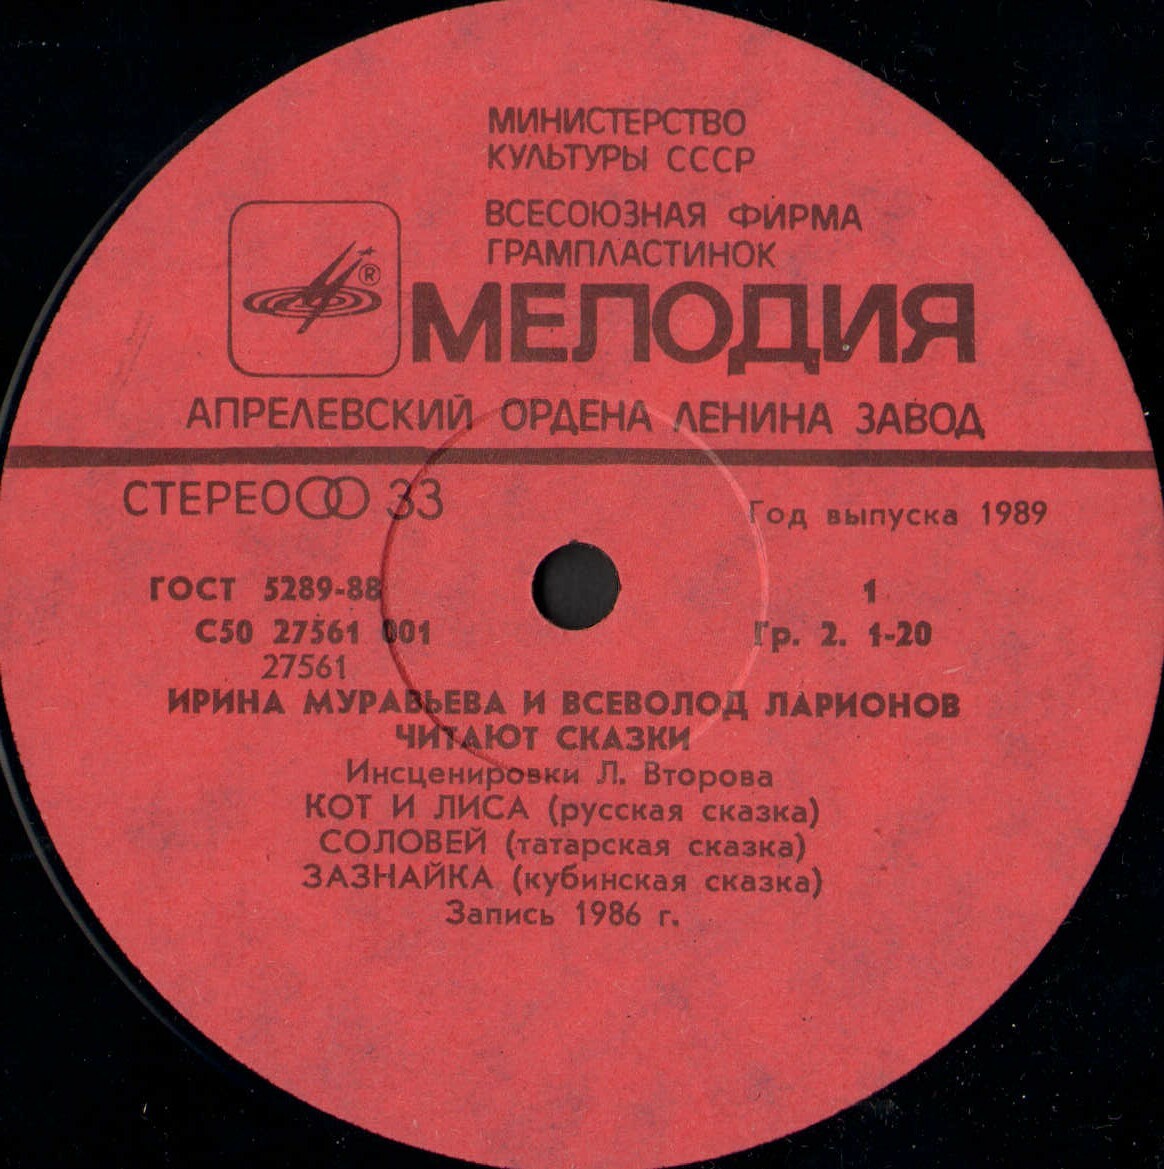 МИНИСТЕРСТВО
КУЛЬТУРЫ СССР
ВСЕСОЮЗНАЯ ФИРМА
ГРАМПЛАСТИНОК
®
МЕЛОДИЯ
АПРЕЛЕВСКИЙ ОРДЕНА ЛЕНИНА ЗАВОД
СТЕРЕО 33
Год выпуска 1989
ГОСТ 5289-88 1
С50 27561 001 Гр. 2. 1-20
27561
ИРИНА МУРАВЬЕВА И ВСЕВОЛОД ЛАРИОНОВ
ЧИТАЮТ СКАЗКИ
Инсценировки Л. Второва
КОТ И ЛИСА (русская сказка)
СОЛОВЕЙ (татарская сказка)
ЗАЗНАЙКА (кубинская сказка)
Запись 1986 г.